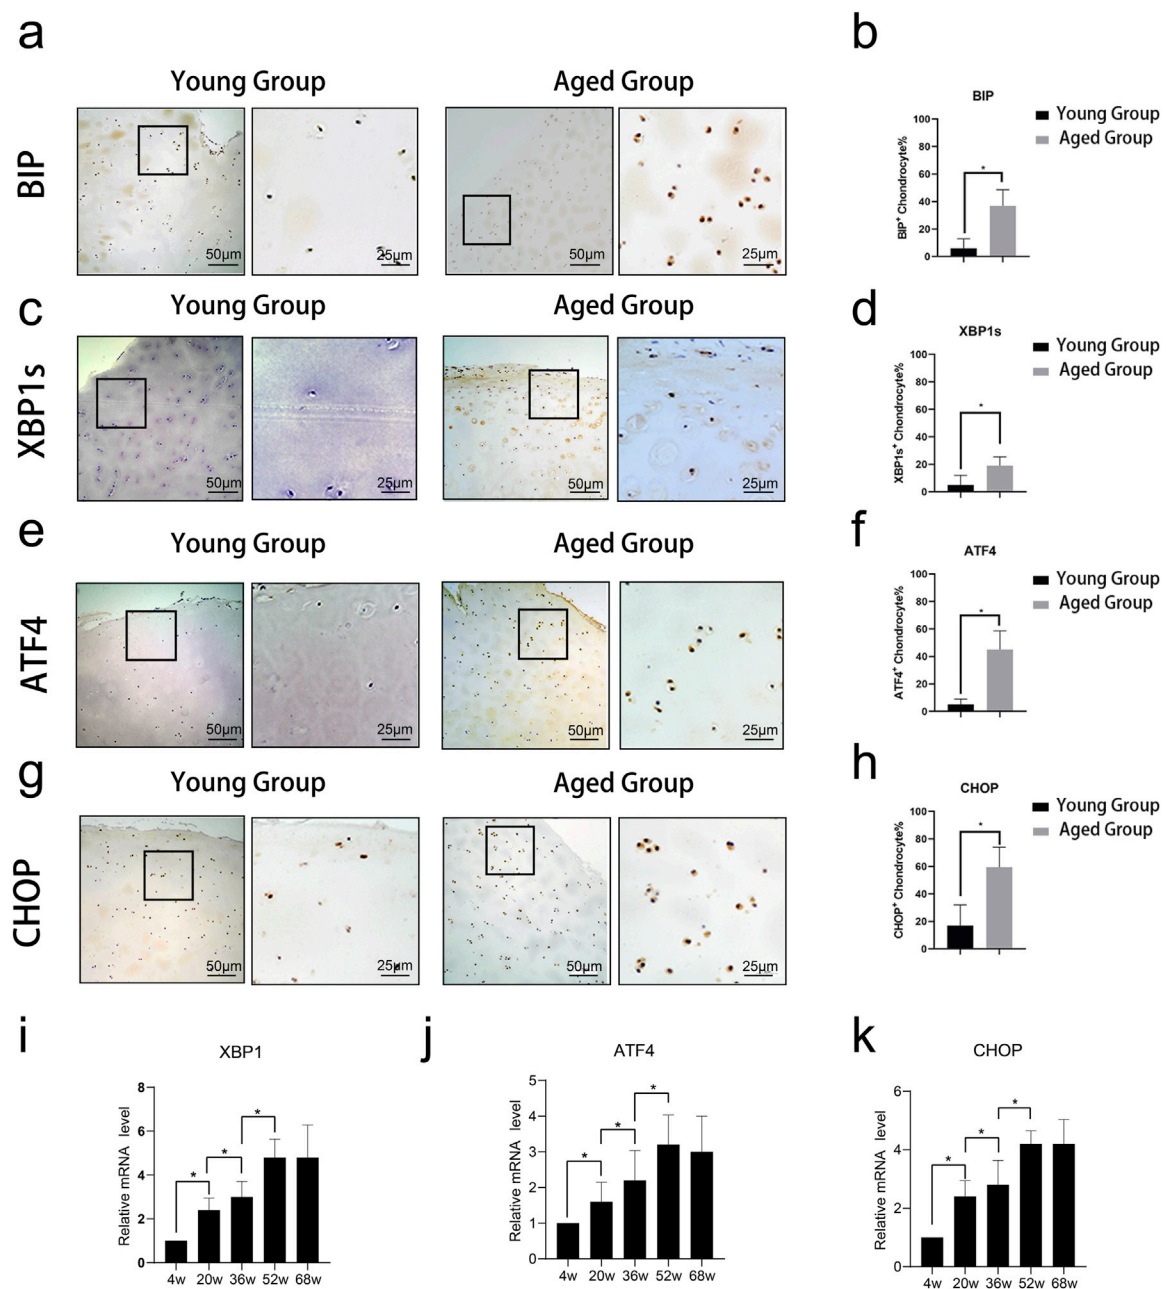 a
b
Young Group
Aged Group
BIP
50μm
25μm
50μm
25μm
BIP
BIP⁺ Chondrocyte%
100
80
60
40
20
0
*
Young Group
Aged Group
c
d
Young Group
Aged Group
XBP1s
50μm
25μm
50μm
25μm
XBP1s
XBP1s⁺ Chondrocyte%
100
80
60
40
20
0
*
Young Group
Aged Group
e
f
Young Group
Aged Group
ATF4
50μm
25μm
50μm
25μm
ATF4
ATF4⁺ Chondrocyte%
100
80
60
40
20
0
*
Young Group
Aged Group
g
h
Young Group
Aged Group
CHOP
50μm
25μm
50μm
25μm
CHOP
CHOP⁺ Chondrocyte%
100
80
60
40
20
0
*
Young Group
Aged Group
i
XBP1
Relative mRNA level
8
6
4
2
0
* * *
4w 20w 36w 52w 68w
j
ATF4
Relative mRNA level
5
4
3
2
1
0
* * *
4w 20w 36w 52w 68w
k
CHOP
Relative mRNA level
6
4
2
0
* * *
4w 20w 36w 52w 68w